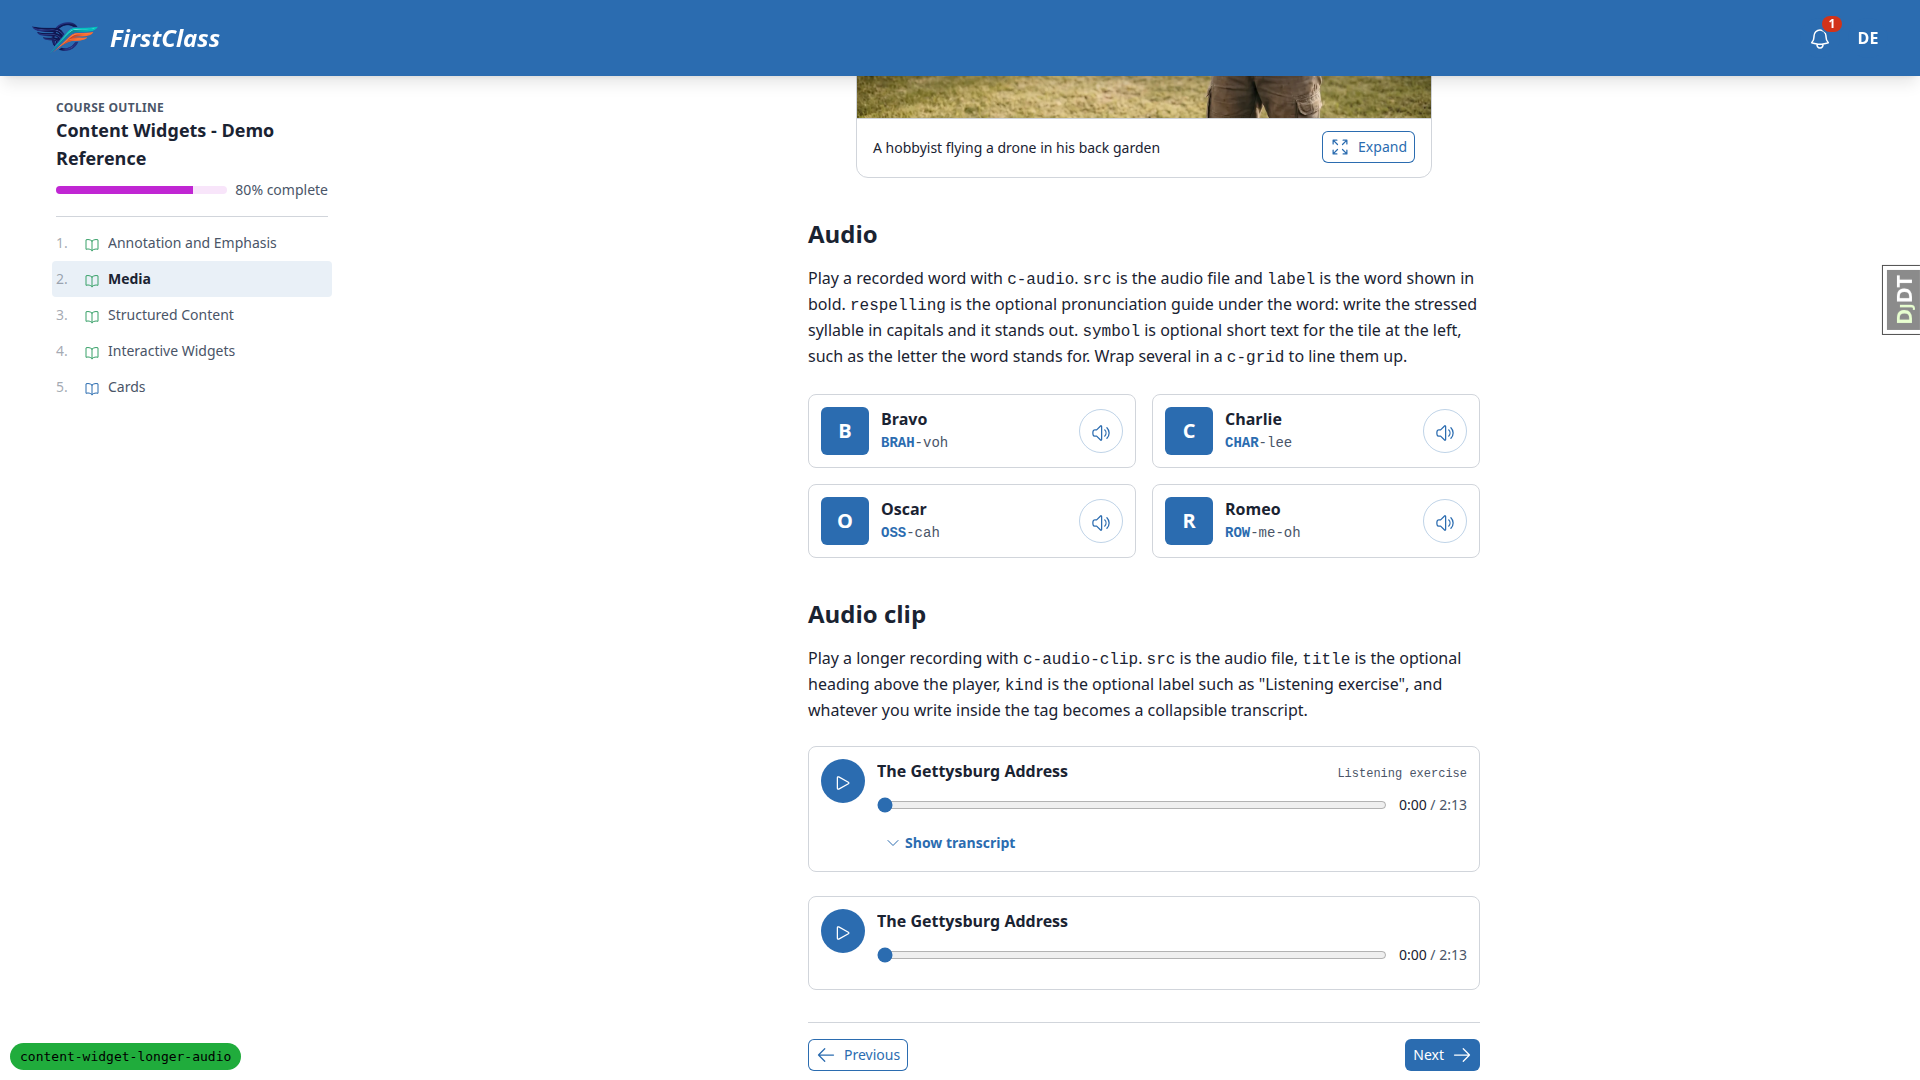 FirstClass
1
DE
COURSE OUTLINE
Content Widgets - Demo
Reference
80% complete
1. Annotation and Emphasis
2. Media
3. Structured Content
4. Interactive Widgets
5. Cards
A hobbyist flying a drone in his back garden
Expand
Audio
Play a recorded word with c-audio. src is the audio file and label is the word shown in
bold. respelling is the optional pronunciation guide under the word: write the stressed
syllable in capitals and it stands out. symbol is optional short text for the tile at the left,
such as the letter the word stands for. Wrap several in a c-grid to line them up.
B
Bravo
BRAH-voh
C
Charlie
CHAR-lee
O
Oscar
OSS-cah
R
Romeo
ROW-me-oh
Audio clip
Play a longer recording with c-audio-clip. src is the audio file, title is the optional
heading above the player, kind is the optional label such as "Listening exercise", and
whatever you write inside the tag becomes a collapsible transcript.
The Gettysburg Address
Listening exercise
0:00 / 2:13
Show transcript
The Gettysburg Address
0:00 / 2:13
Previous
Next
DjDT
content-widget-longer-audio